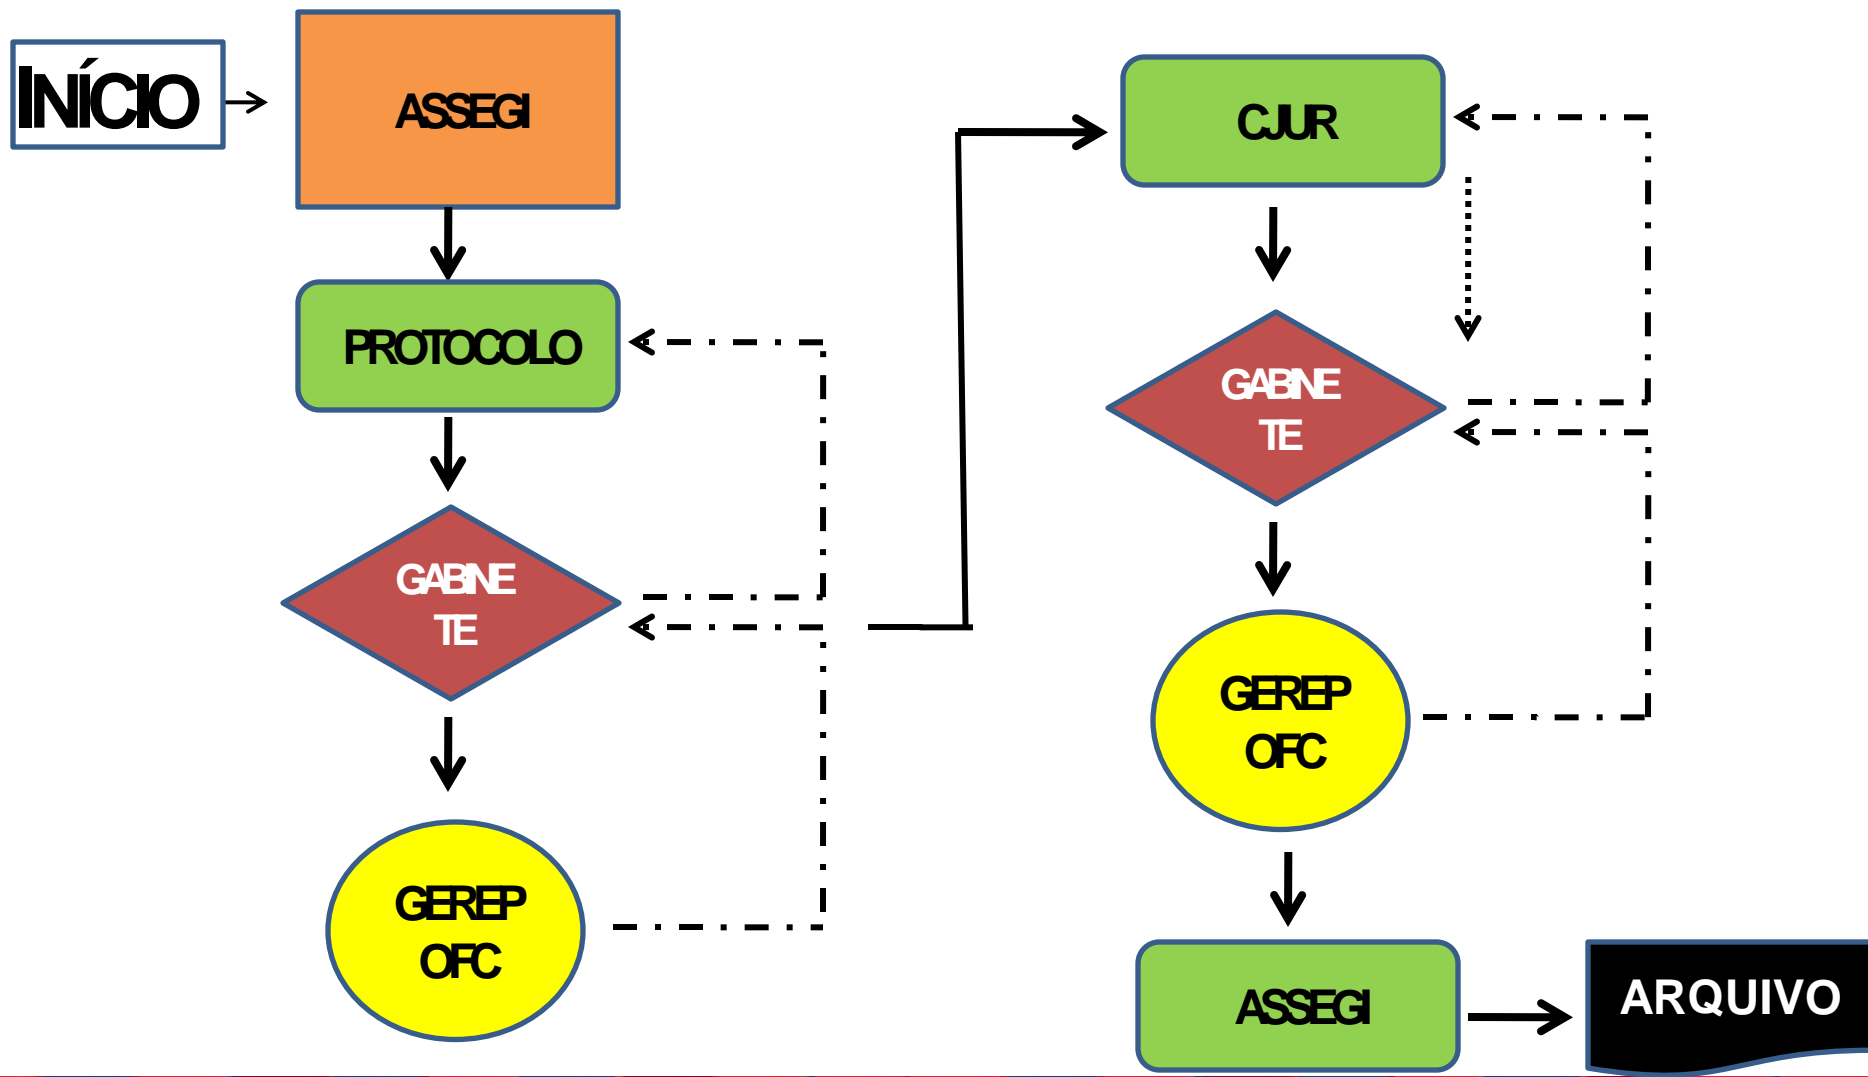 INÍCIO
ASSEGI
PROTOCOLO
GABINE
TE
GEREP
OFC
CJUR
GABINE
TE
GEREP
OFC
ASSEGI
ARQUIVO